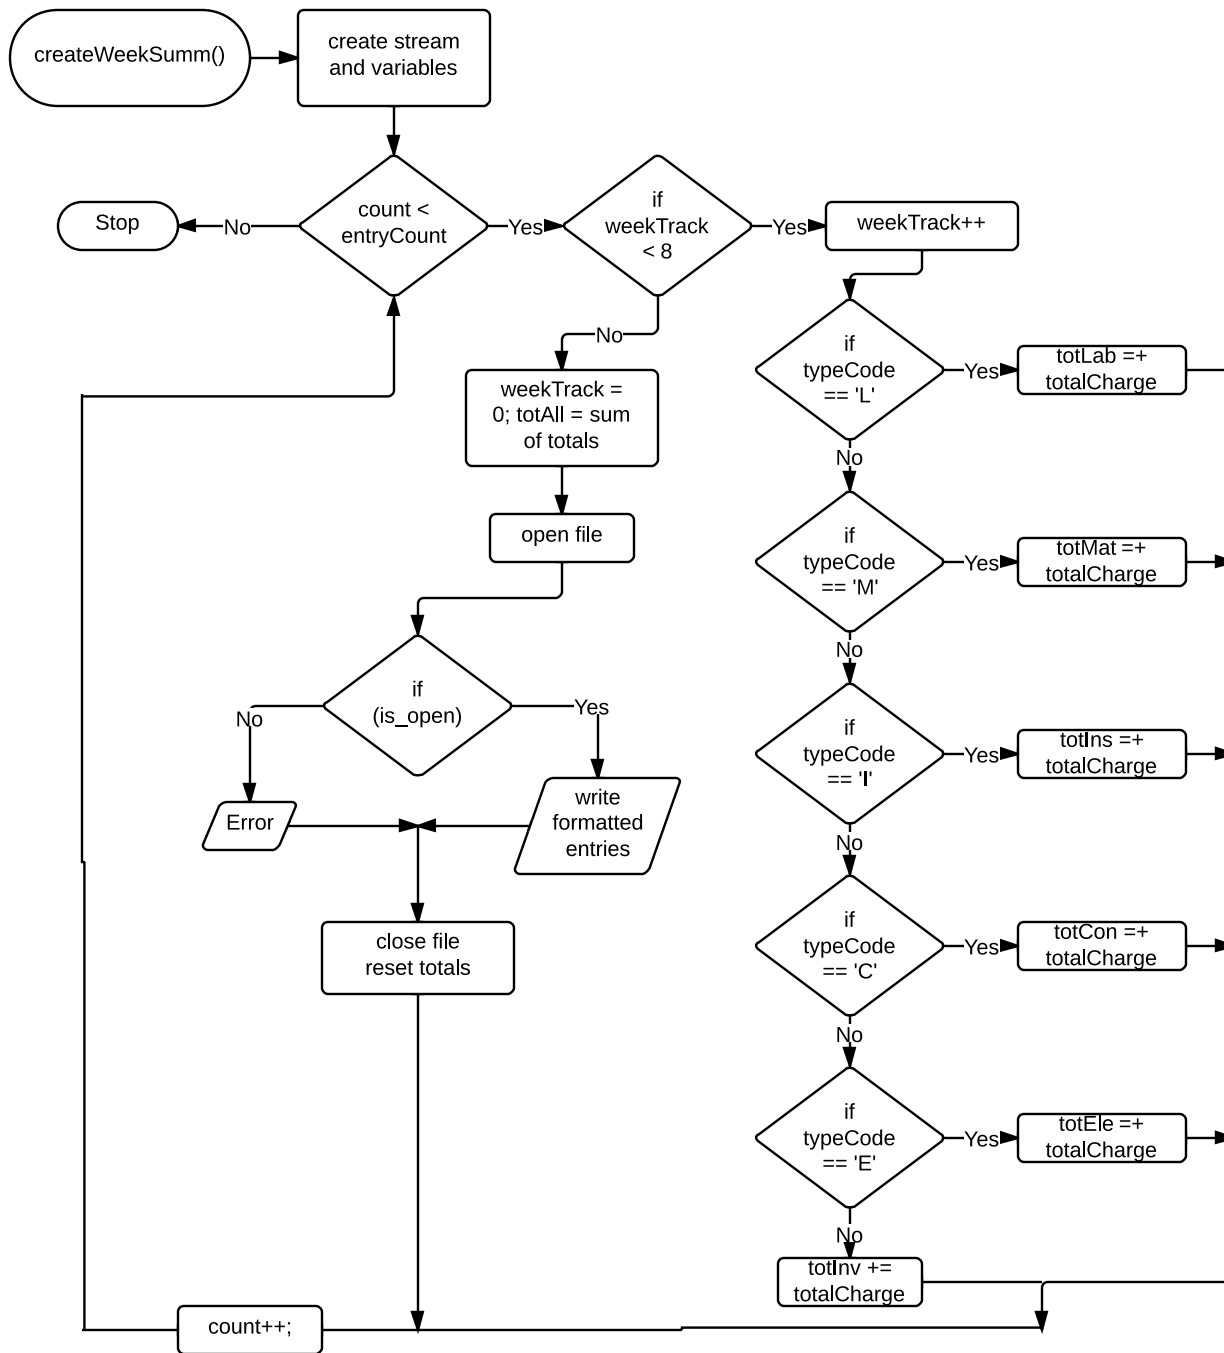 createWeekSumm()
create stream
and variables
Stop
No
count <
entryCount
Yes
if
weekTrack
< 8
Yes
weekTrack++
No
weekTrack =
0; totAll = sum
of totals
open file
if
(is_open)
No
Yes
Error
write
formatted
entries
close file
reset totals
if
typeCode
== 'L'
Yes
totLab =+
totalCharge
No
if
typeCode
== 'M'
Yes
totMat =+
totalCharge
No
if
typeCode
== 'I'
Yes
totIns =+
totalCharge
No
if
typeCode
== 'C'
Yes
totCon =+
totalCharge
No
if
typeCode
== 'E'
Yes
totEle =+
totalCharge
No
totInv +=
totalCharge
count++;